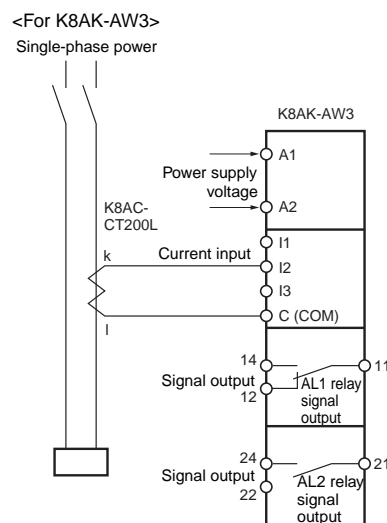 <For K8AK-AW3>
Single-phase power
K8AK-AW3
A1
Power supply
voltage
A2
K8AC-
CT200L
I1
k
Current input
I2
I3
C (COM)
l
14
11
Signal output
AL1 relay
12
signal
output
24
21
Signal output
AL2 relay
22
signal
output